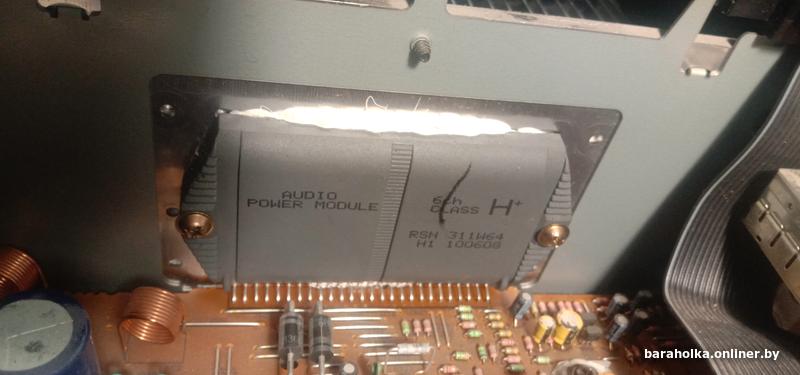 AUDIO
POWER MODULE
6ch
CLASS H+
RSN 311W64
H1 100608
baraholka.onliner.by